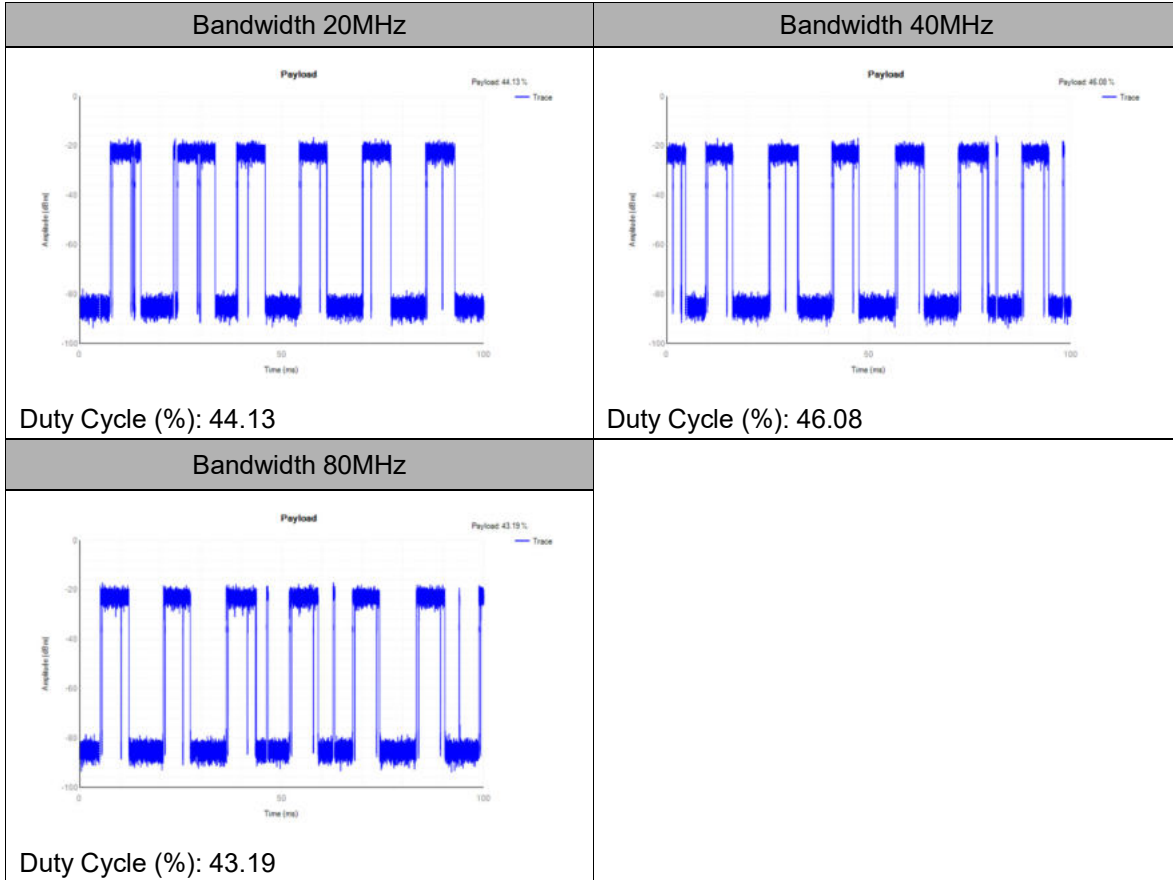 Bandwidth 20MHz
Payload
Payload: 44.13 %
Trace
0
-20
-40
-60
-80
-100
Amplitude (dBm)
0
50
100
Time (ms)
Duty Cycle (%): 44.13
Bandwidth 40MHz
Payload
Payload: 46.08 %
Trace
0
-20
-40
-60
-80
-100
Amplitude (dBm)
0
50
100
Time (ms)
Duty Cycle (%): 46.08
Bandwidth 80MHz
Payload
Payload: 43.19 %
Trace
0
-20
-40
-60
-80
-100
Amplitude (dBm)
0
50
100
Time (ms)
Duty Cycle (%): 43.19